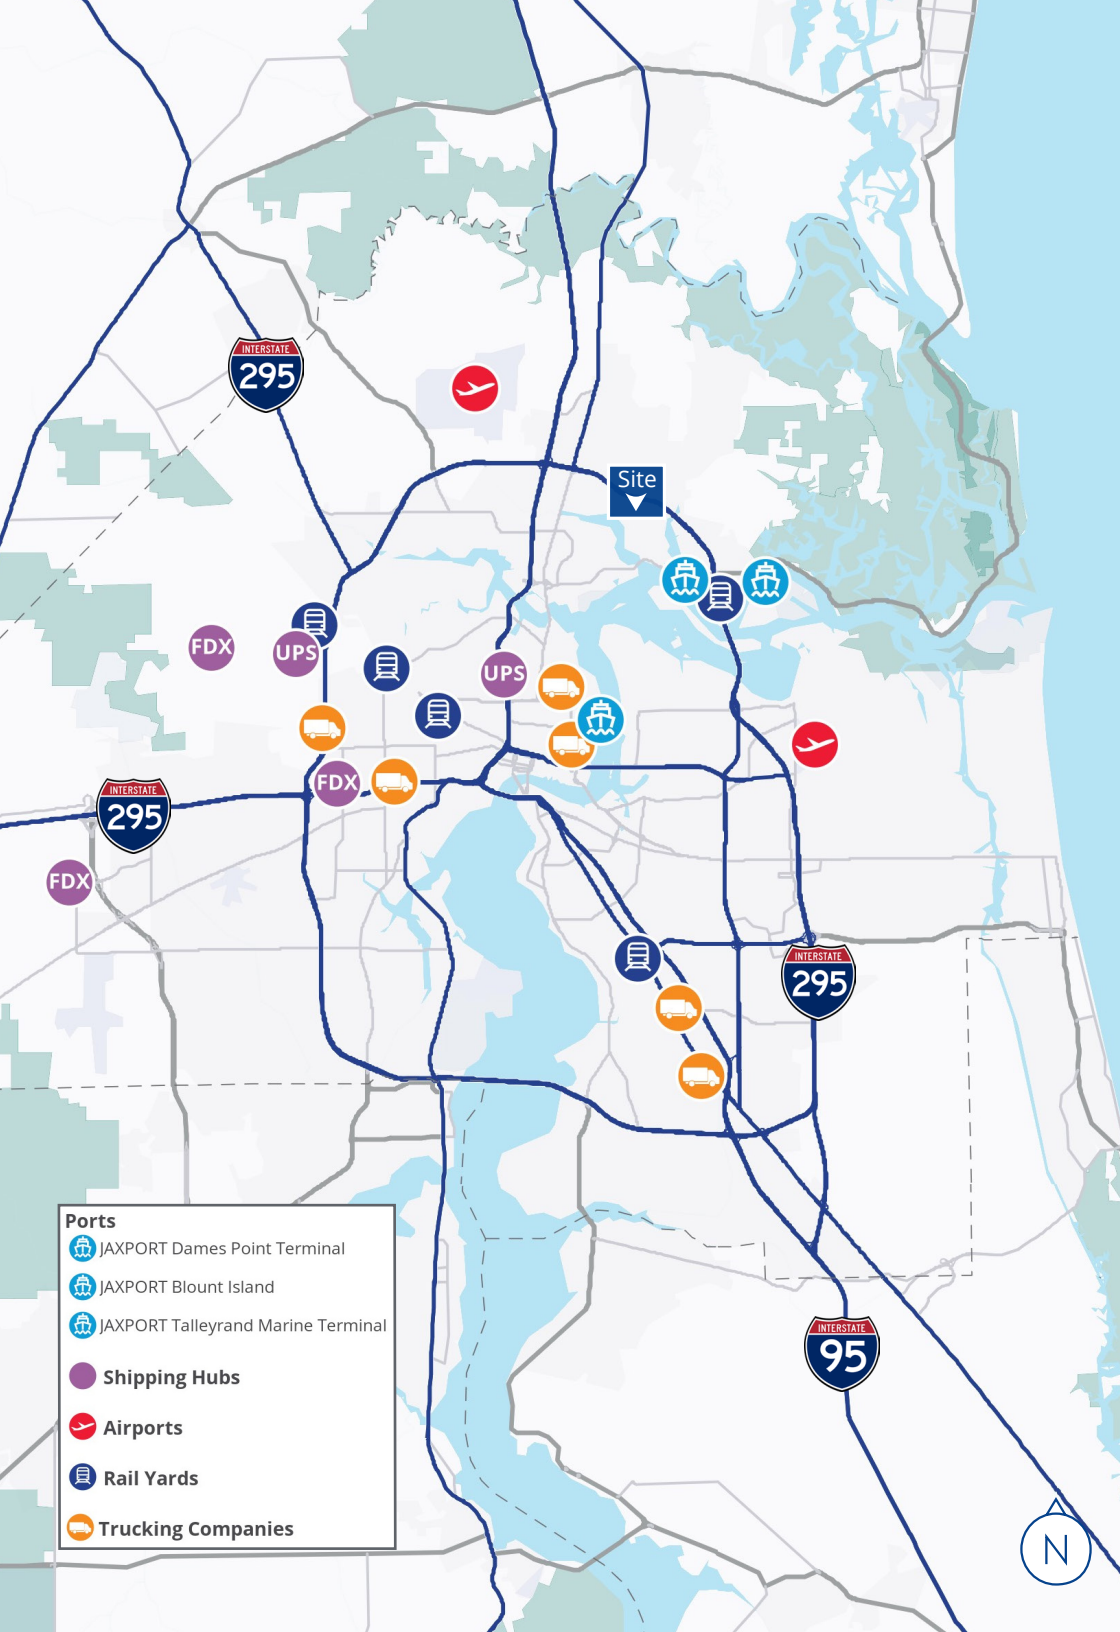 INTERSTATE
295
Site
FDX
UPS
UPS
FDX
INTERSTATE
295
FDX
INTERSTATE
295
Ports
JAXPORT Dames Point Terminal
JAXPORT Blount Island
JAXPORT Talleyrand Marine Terminal
Shipping Hubs
Airports
Rail Yards
Trucking Companies
INTERSTATE
95
N